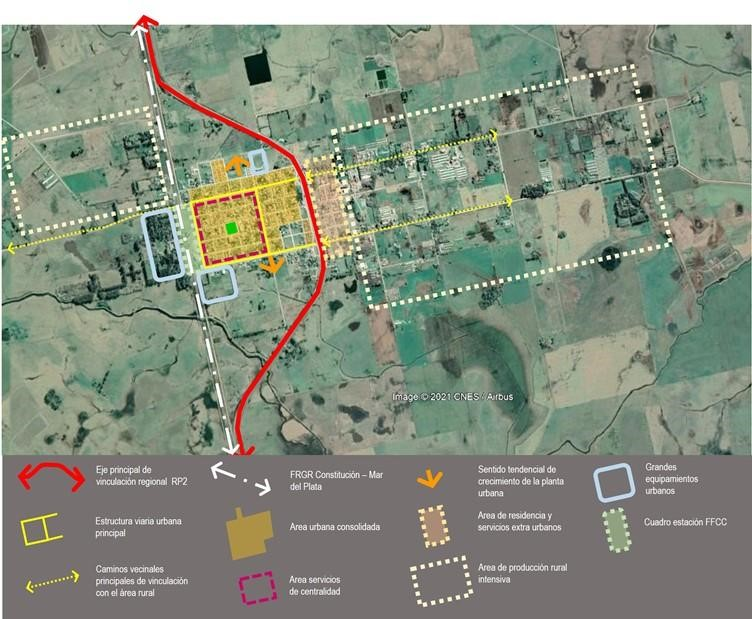 Image © 2021 CNES / Airbus
Eje principal de
vinculación regional RP2
Estructura viaria urbana
principal
Caminos vecinales
principales de vinculación
con el área rural
FRGR Constitución – Mar
del Plata
Area urbana consolidada
Area servicios
de centralidad
Sentido tendencial de
crecimiento de la planta
urbana
Area de residencia y
servicios extra urbanos
Area de producción rural
intensiva
Grandes
equipamientos
urbanos
Cuadro estación FFCC